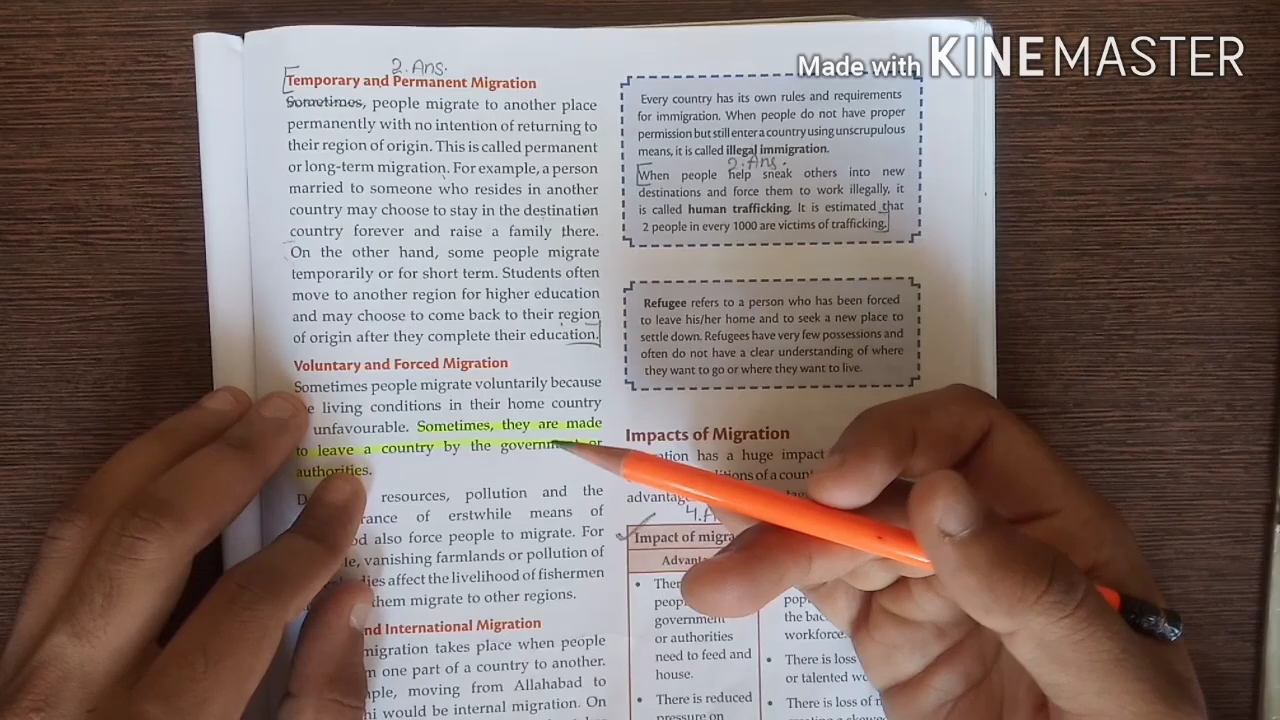 Made with KINEMASTER
2. Ans.
Temporary and Permanent Migration
Sometimes, people migrate to another place
permanently with no intention of returning to
their region of origin. This is called permanent
or long-term migration. For example, a person
married to someone who resides in another
country may choose to stay in the destination
country forever and raise a family there.
On the other hand, some people migrate
temporarily or for short term. Students often
move to another region for higher education
and may choose to come back to their region
of origin after they complete their education.
Voluntary and Forced Migration
Sometimes people migrate voluntarily because
living conditions in their home country
unfavourable. Sometimes, they are made
to leave a country by the government or
authorities.
resources, pollution and the
of erstwhile means of
also force people to migrate. For
vanishing farmlands or pollution of
affect the livelihood of fishermen
them migrate to other regions.
and International Migration
migration takes place when people
one part of a country to another.
moving from Allahabad to
would be internal migration. On
Every country has its own rules and requirements
for immigration. When people do not have proper
permission but still enter a country using unscrupulous
means, it is called illegal immigration.
2. Ans.
When people help sneak others into new
destinations and force them to work illegally, it
is called human trafficking. It is estimated that
2 people in every 1000 are victims of trafficking.
Refugee refers to a person who has been forced
to leave his/her home and to seek a new place to
settle down. Refugees have very few possessions and
often do not have a clear understanding of where
they want to go or where they want to live.
Impacts of Migration
has a huge impact
of a
4.
Impact of
government
or authorities
need to feed and
house.
• There is reduced
pressure on
the
workforce.
• There is loss
or talented
• There is loss of